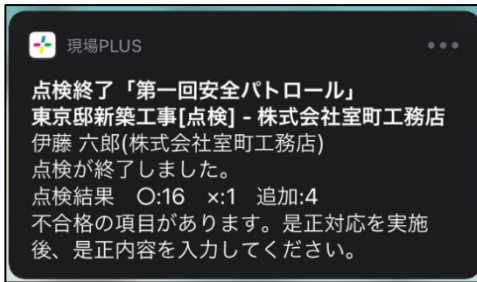 現場PLUS
点検終了「第一回安全パトロール」
東京邸新築工事[点検] - 株式会社室町工務店
伊藤 六郎(株式会社室町工務店)
点検が終了しました。
点検結果　〇:16　×:1　追加:4
不合格の項目があります。是正対応を実施
後、是正内容を入力してください。